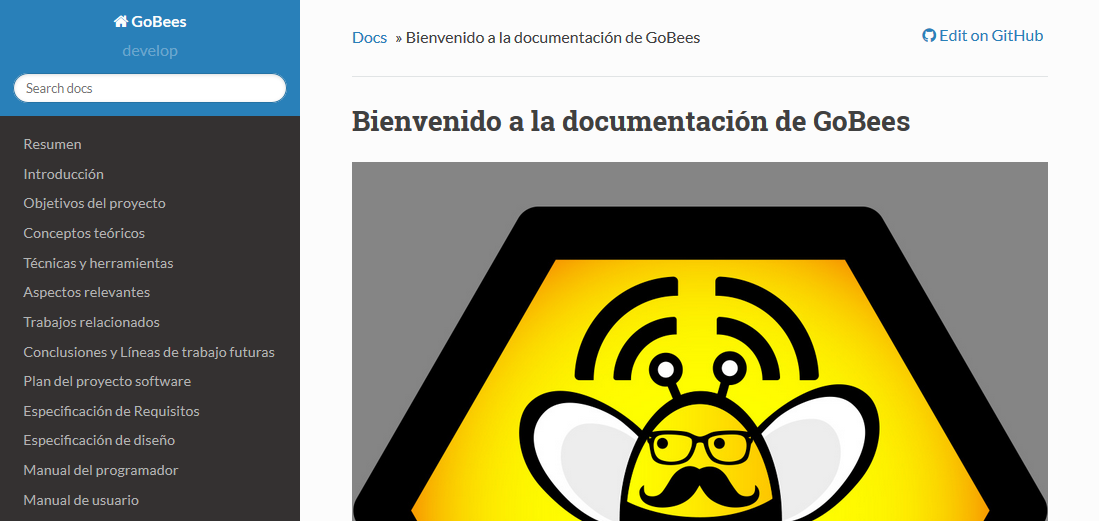 GoBees
develop
Search docs
Resumen
Introducción
Objetivos del proyecto
Conceptos teóricos
Técnicas y herramientas
Aspectos relevantes
Trabajos relacionados
Conclusiones y Líneas de trabajo futuras
Plan del proyecto software
Especificación de Requisitos
Especificación de diseño
Manual del programador
Manual de usuario
Docs » Bienvenido a la documentación de GoBees
Edit on GitHub
Bienvenido a la documentación de GoBees